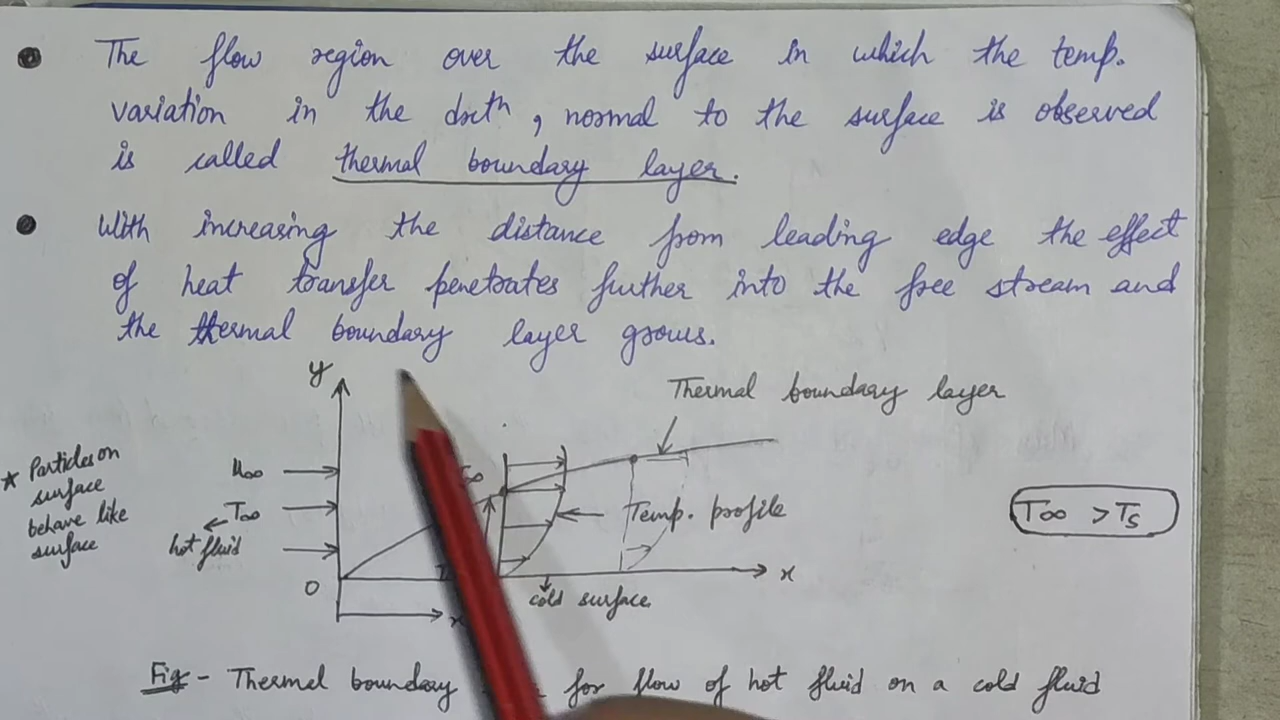 The flow region over the surface in which the temp.
variation in the dxctn, normal to the surface is observed
is called thermal boundary layer.
With increasing the distance from leading edge the effect
of heat transfer penetrates further into the free stream and
the thermal boundary layer grows.
y
Thermal boundary layer
* Particles on
surface
behave like
surface
U∞
T∞
hot fluid
Temp. profile
T∞ > Ts
O
x
cold surface
x
Fig - Thermal boundary for flow of hot fluid on a cold fluid